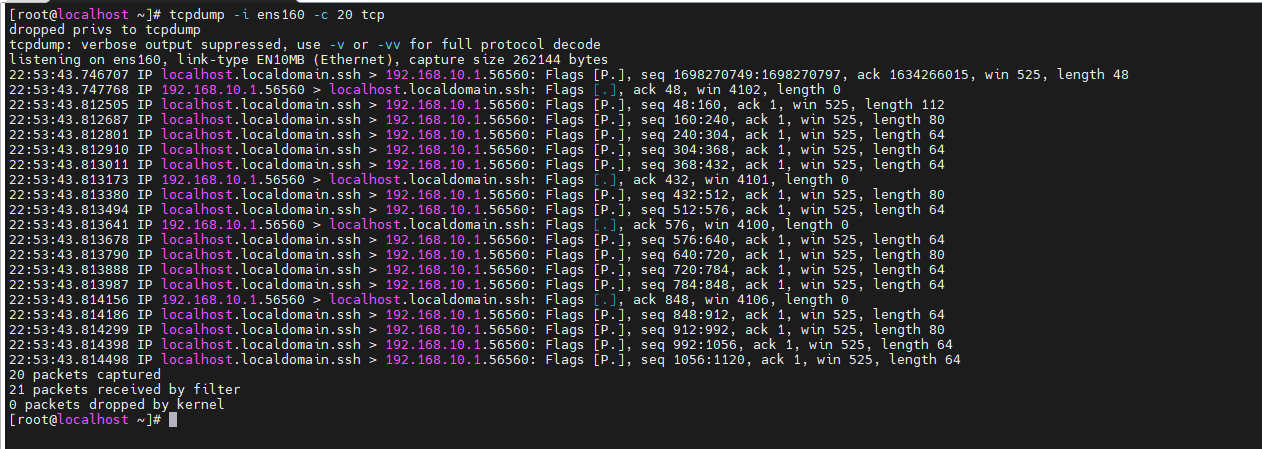 [root@localhost ~]# tcpdump -i ens160 -c 20 tcp
dropped privs to tcpdump
tcpdump: verbose output suppressed, use -v or -vv for full protocol decode
listening on ens160, link-type EN10MB (Ethernet), capture size 262144 bytes
22:53:43.746707 IP localhost.localdomain.ssh > 192.168.10.1.56560: Flags [P.], seq 1698270749:1698270797, ack 1634266015, win 525, length 48
22:53:43.747768 IP 192.168.10.1.56560 > localhost.localdomain.ssh: Flags [.], ack 48, win 4102, length 0
22:53:43.812505 IP localhost.localdomain.ssh > 192.168.10.1.56560: Flags [P.], seq 48:160, ack 1, win 525, length 112
22:53:43.812687 IP localhost.localdomain.ssh > 192.168.10.1.56560: Flags [P.], seq 160:240, ack 1, win 525, length 80
22:53:43.812801 IP localhost.localdomain.ssh > 192.168.10.1.56560: Flags [P.], seq 240:304, ack 1, win 525, length 64
22:53:43.812910 IP localhost.localdomain.ssh > 192.168.10.1.56560: Flags [P.], seq 304:368, ack 1, win 525, length 64
22:53:43.813011 IP localhost.localdomain.ssh > 192.168.10.1.56560: Flags [P.], seq 368:432, ack 1, win 525, length 64
22:53:43.813173 IP 192.168.10.1.56560 > localhost.localdomain.ssh: Flags [.], ack 432, win 4101, length 0
22:53:43.813380 IP localhost.localdomain.ssh > 192.168.10.1.56560: Flags [P.], seq 432:512, ack 1, win 525, length 80
22:53:43.813494 IP localhost.localdomain.ssh > 192.168.10.1.56560: Flags [P.], seq 512:576, ack 1, win 525, length 64
22:53:43.813641 IP 192.168.10.1.56560 > localhost.localdomain.ssh: Flags [.], ack 576, win 4100, length 0
22:53:43.813678 IP localhost.localdomain.ssh > 192.168.10.1.56560: Flags [P.], seq 576:640, ack 1, win 525, length 64
22:53:43.813790 IP localhost.localdomain.ssh > 192.168.10.1.56560: Flags [P.], seq 640:720, ack 1, win 525, length 80
22:53:43.813888 IP localhost.localdomain.ssh > 192.168.10.1.56560: Flags [P.], seq 720:784, ack 1, win 525, length 64
22:53:43.813987 IP localhost.localdomain.ssh > 192.168.10.1.56560: Flags [P.], seq 784:848, ack 1, win 525, length 64
22:53:43.814156 IP 192.168.10.1.56560 > localhost.localdomain.ssh: Flags [.], ack 848, win 4106, length 0
22:53:43.814186 IP localhost.localdomain.ssh > 192.168.10.1.56560: Flags [P.], seq 848:912, ack 1, win 525, length 64
22:53:43.814299 IP localhost.localdomain.ssh > 192.168.10.1.56560: Flags [P.], seq 912:992, ack 1, win 525, length 80
22:53:43.814398 IP localhost.localdomain.ssh > 192.168.10.1.56560: Flags [P.], seq 992:1056, ack 1, win 525, length 64
22:53:43.814498 IP localhost.localdomain.ssh > 192.168.10.1.56560: Flags [P.], seq 1056:1120, ack 1, win 525, length 64
20 packets captured
21 packets received by filter
0 packets dropped by kernel
[root@localhost ~]#